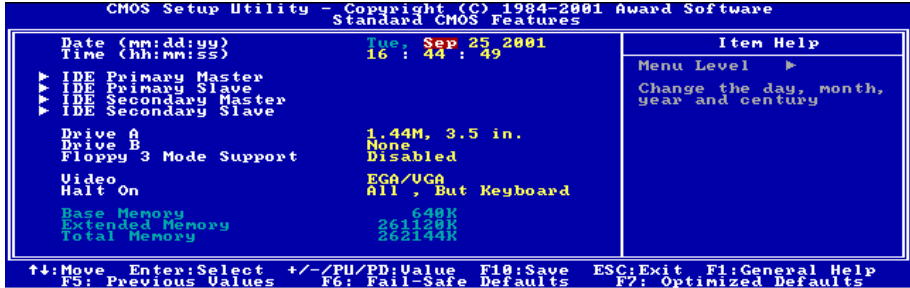 CMOS Setup Utility - Copyright (C) 1984-2001 Award Software
Standard CMOS Features
Date (mm:dd:yy) Tue, Sep 25 2001
Time (hh:mm:ss) 16 : 44 : 49
► IDE Primary Master
► IDE Primary Slave
► IDE Secondary Master
► IDE Secondary Slave
Drive A 1.44M, 3.5 in.
Drive B None
Floppy 3 Mode Support Disabled
Video EGA/VGA
Halt On All , But Keyboard
Base Memory 640K
Extended Memory 261120K
Total Memory 262144K
Item Help
Menu Level ►
Change the day, month,
year and century
↑↓:Move Enter:Select +/-/PU/PD:Value F10:Save ESC:Exit F1:General Help
F5: Previous Values F6: Fail-Safe Defaults F7: Optimized Defaults